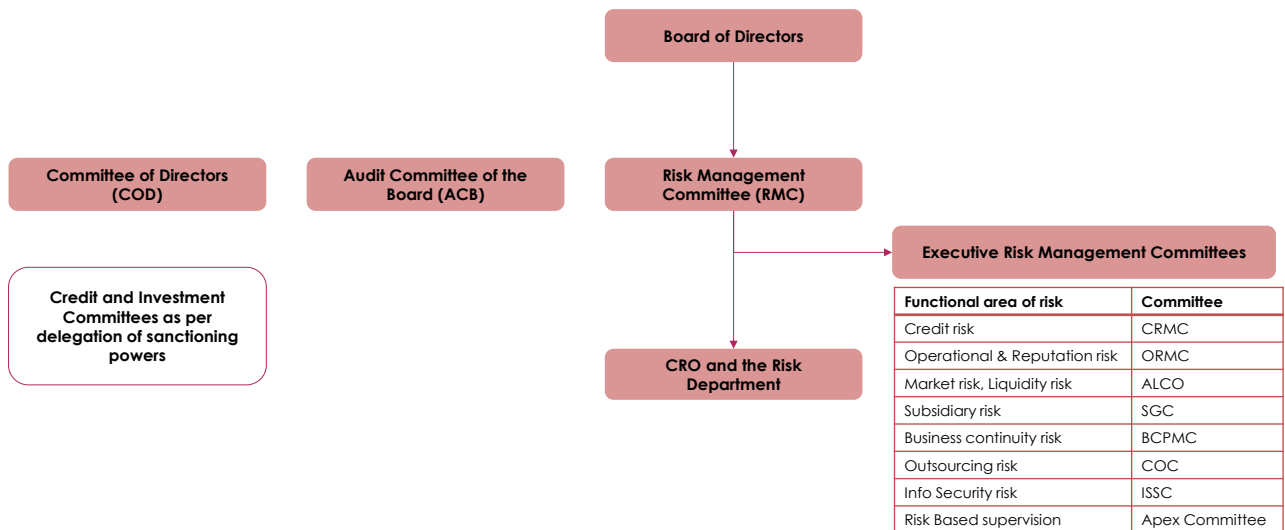 Board of Directors
Committee of Directors
(COD)
Audit Committee of the
Board (ACB)
Risk Management
Committee (RMC)
Executive Risk Management Committees
Credit and Investment
Committees as per
delegation of sanctioning
powers
CRO and the Risk
Department
Functional area of risk Committee
Credit risk CRMC
Operational & Reputation risk ORMC
Market risk, Liquidity risk ALCO
Subsidiary risk SGC
Business continuity risk BCPMC
Outsourcing risk COC
Info Security risk ISSC
Risk Based supervision Apex Committee